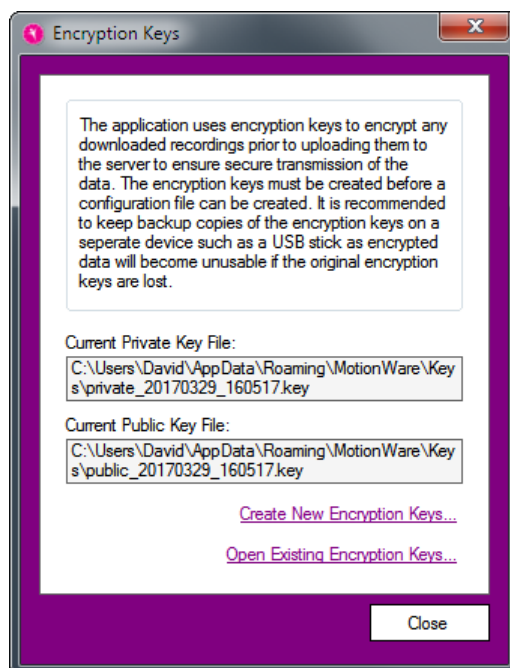 Encryption Keys
The application uses encryption keys to encrypt any
downloaded recordings prior to uploading them to
the server to ensure secure transmission of the
data. The encryption keys must be created before a
configuration file can be created. It is recommended
to keep backup copies of the encryption keys on a
seperate device such as a USB stick as encrypted
data will become unusable if the original encryption
keys are lost.
Current Private Key File:
C:\Users\David\AppData\Roaming\MotionWare\Key
s\private_20170329_160517.key
Current Public Key File:
C:\Users\David\AppData\Roaming\MotionWare\Key
s\public_20170329_160517.key
Create New Encryption Keys...
Open Existing Encryption Keys...
Close